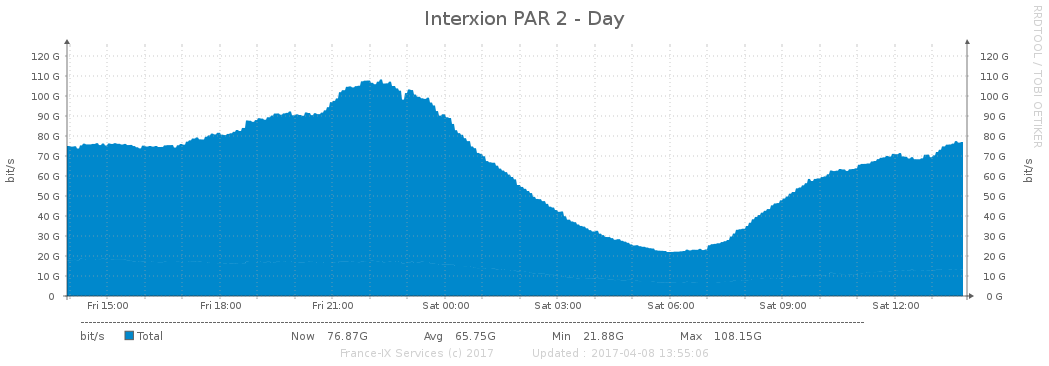 Interxion PAR 2 - Day
RRDTOOL / TOBI OETIKER
120 G 120 G
110 G 110 G
100 G 100 G
90 G 90 G
80 G 80 G
70 G 70 G
60 G 60 G
50 G 50 G
40 G 40 G
30 G 30 G
20 G 20 G
10 G 10 G
0 0 G
bit/s bit/s
Fri 15:00 Fri 18:00 Fri 21:00 Sat 00:00 Sat 03:00 Sat 06:00 Sat 09:00 Sat 12:00
bit/s Total Now 76.87G Avg 65.75G Min 21.88G Max 108.15G
France-IX Services (c) 2017 Updated : 2017-04-08 13:55:06